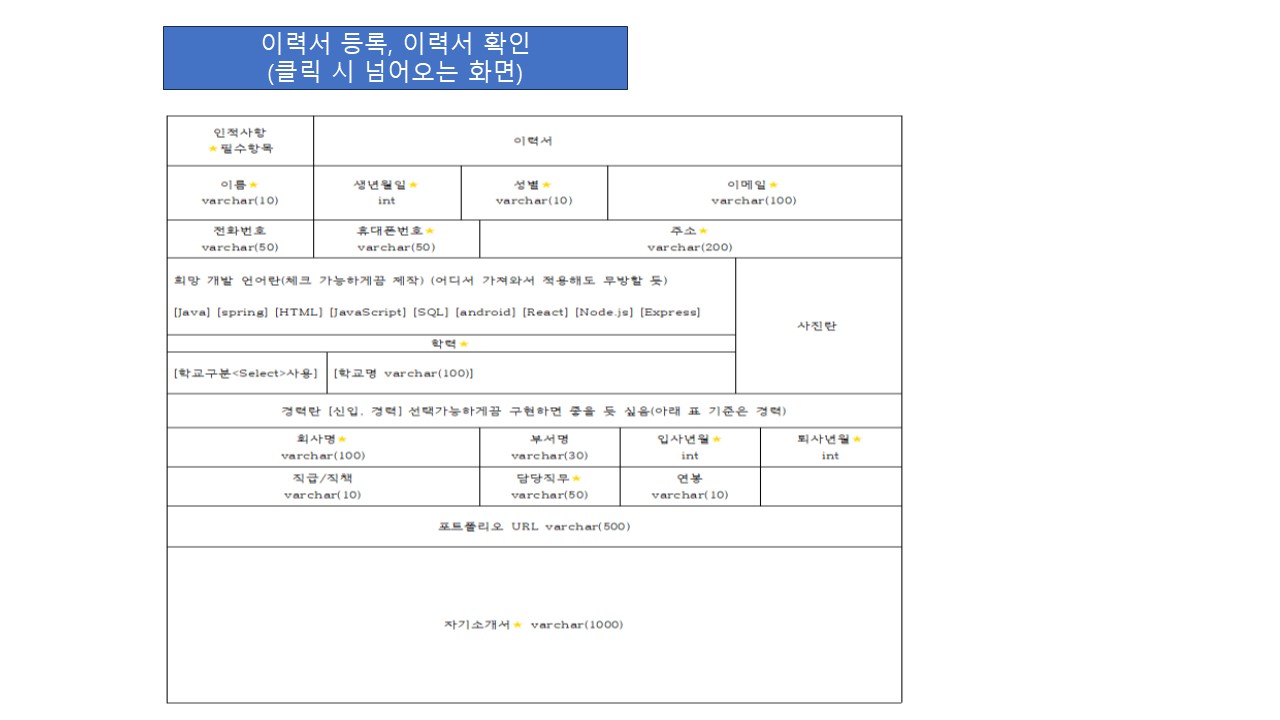 이력서 등록, 이력서 확인
(클릭 시 넘어오는 화면)
인적사항
★필수항목
이력서
이름★
varchar(10)
생년월일★
int
성별★
varchar(10)
이메일★
varchar(100)
전화번호
varchar(50)
휴대폰번호★
varchar(50)
주소★
varchar(200)
희망 개발 언어란(체크 가능하게끔 제작) (어디서 가져와서 적용해도 무방할 듯)
[Java] [spring] [HTML] [JavaScript] [SQL] [android] [React] [Node.js] [Express]
사진란
학력★
[학교구분<Select>사용]
[학교명 varchar(100)]
경력란 [신입, 경력] 선택가능하게끔 구현하면 좋을 듯 싶음(아래 표 기준은 경력)
회사명★
varchar(100)
부서명
varchar(30)
입사년월★
int
퇴사년월★
int
직급/직책
varchar(10)
담당직무★
varchar(50)
연봉
varchar(10)
포트폴리오 URL varchar(500)
자기소개서★ varchar(1000)